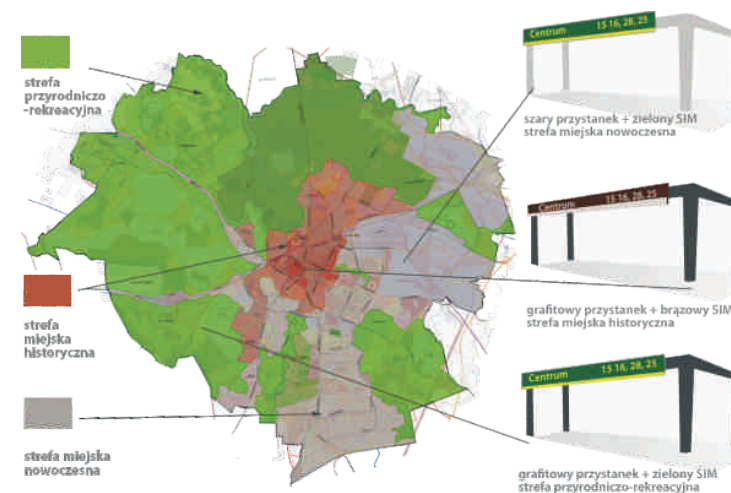 strefa
przyrodniczo
-rekreacyjna
strefa
miejska
historyczna
strefa miejska
nowoczesna
Centrum 15 16, 28, 25
szary przystanek + zielony SIM
strefa miejska nowoczesna
Centrum 15 16, 28, 25
grafitowy przystanek + brązowy SIM
strefa miejska historyczna
Centrum 15 16, 28, 25
grafitowy przystanek + zielony SIM
strefa przyrodniczo-rekreacyjna